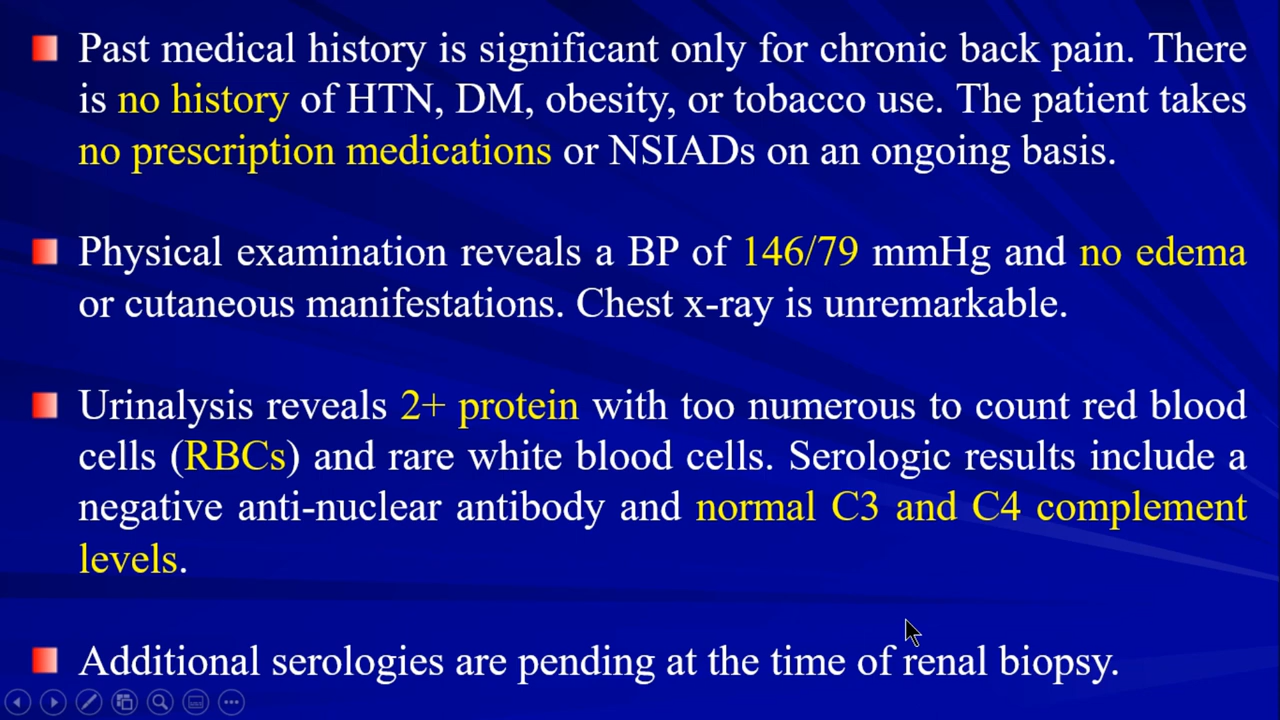 Past medical history is significant only for chronic back pain. There
is no history of HTN, DM, obesity, or tobacco use. The patient takes
no prescription medications or NSIADs on an ongoing basis.
Physical examination reveals a BP of 146/79 mmHg and no edema
or cutaneous manifestations. Chest x-ray is unremarkable.
Urinalysis reveals 2+ protein with too numerous to count red blood
cells (RBCs) and rare white blood cells. Serologic results include a
negative anti-nuclear antibody and normal C3 and C4 complement
levels.
Additional serologies are pending at the time of renal biopsy.